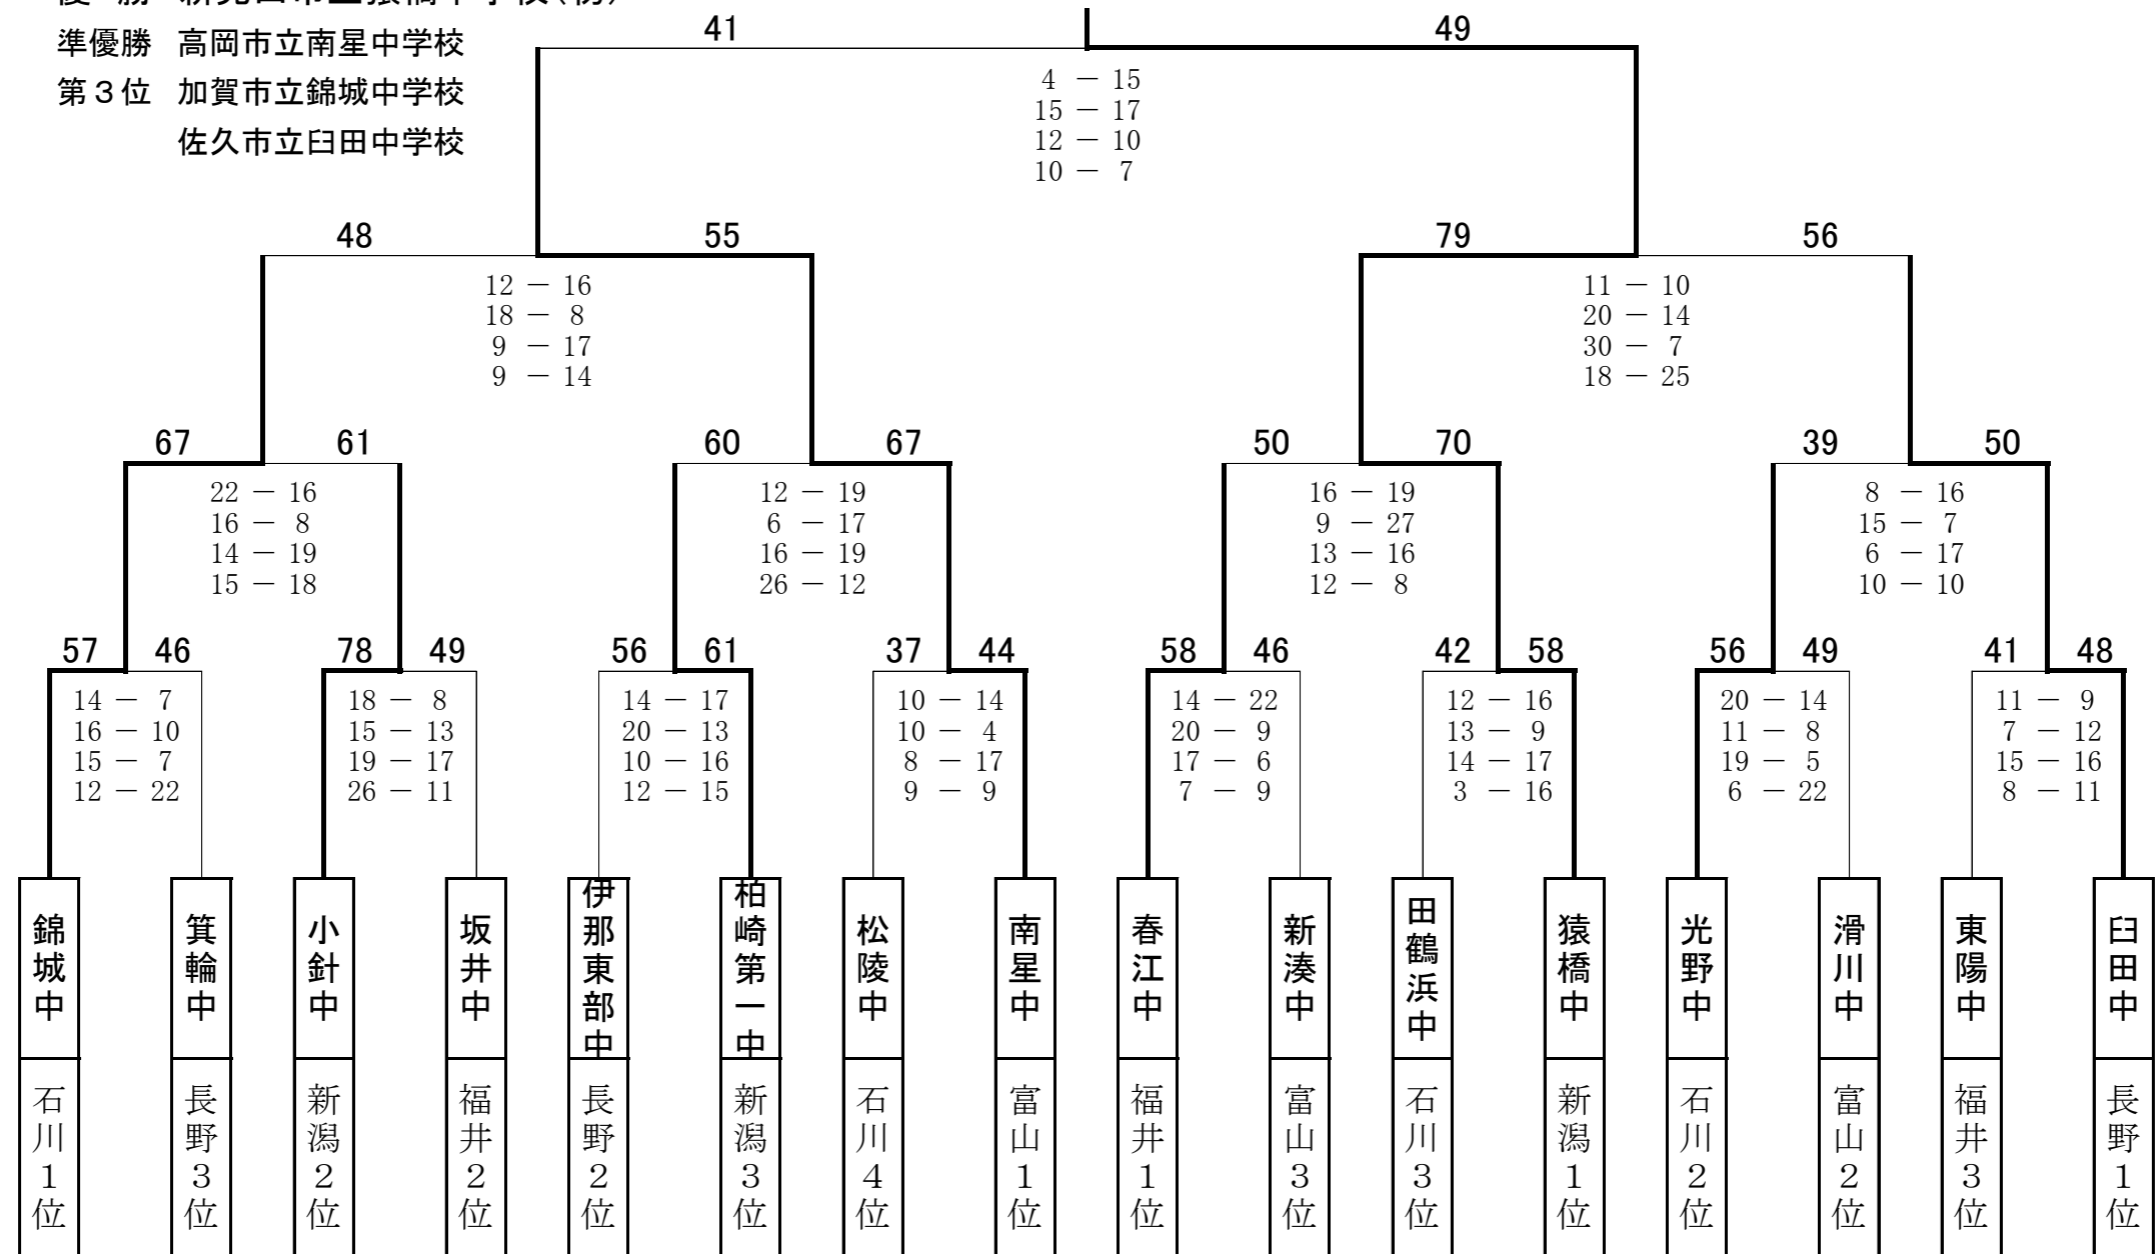 準優勝 高岡市立南星中学校
第３位 加賀市立錦城中学校
佐久市立臼田中学校
41 49
4 － 15
15 － 17
12 － 10
10 － 7
48 55 79 56
12 － 16 11 － 10
18 － 8 20 － 14
9 － 17 30 － 7
9 － 14 18 － 25
67 61 60 67 50 70 39 50
22 － 16 12 － 19 16 － 19 8 － 16
16 － 8 6 － 17 9 － 27 15 － 7
14 － 19 16 － 19 13 － 16 6 － 17
15 － 18 26 － 12 12 － 8 10 － 10
57 46 78 49 56 61 37 44 58 46 42 58 56 49 41 48
14 － 7 18 － 8 14 － 17 10 － 14 14 － 22 12 － 16 20 － 14 11 － 9
16 － 10 15 － 13 20 － 13 10 － 4 20 － 9 13 － 9 11 － 8 7 － 12
15 － 7 19 － 17 10 － 16 8 － 17 17 － 6 14 － 17 19 － 5 15 － 16
12 － 22 26 － 11 12 － 15 9 － 9 7 － 9 3 － 16 6 － 22 8 － 11
錦城中
箕輪中
小針中
坂井中
伊那東部中
柏崎第一中
松陵中
南星中
春江中
新湊中
田鶴浜中
猿橋中
光野中
滑川中
東陽中
臼田中
石川１位
長野３位
新潟２位
福井２位
長野２位
新潟３位
石川４位
富山１位
福井１位
富山３位
石川３位
新潟１位
石川２位
富山２位
福井３位
長野１位